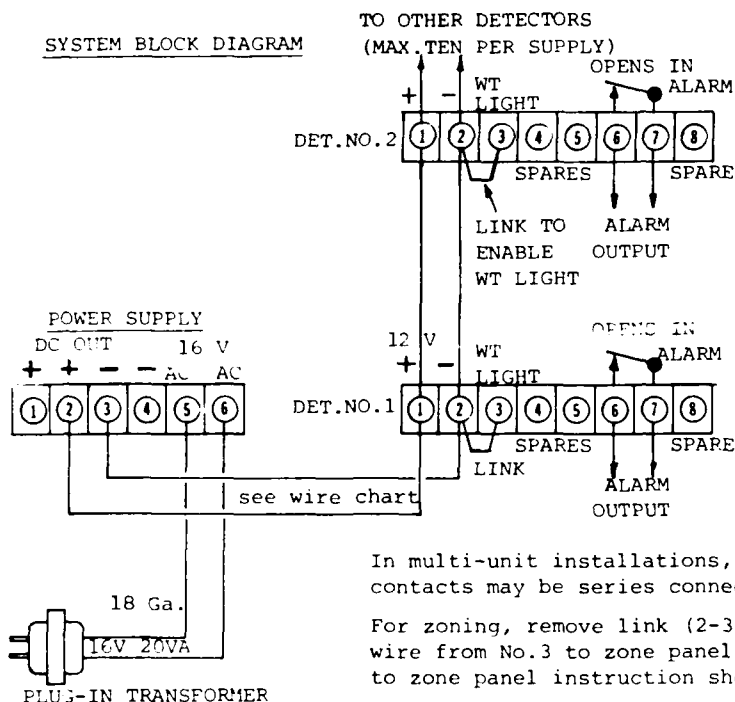 TO OTHER DETECTORS
SYSTEM BLOCK DIAGRAM
(MAX.TEN PER SUPPLY)
OPENS IN
ALARM
+ − WT
LIGHT
DET.NO.2 1 2 3 4 5 6 7 8
SPARES SPARE
LINK TO
ENABLE
WT LIGHT
ALARM
OUTPUT
POWER SUPPLY
DC OUT 16 V
+ + − − AC AC
1 2 3 4 5 6
12 V
+ − WT
LIGHT
OPENS IN
ALARM
DET.NO.1 1 2 3 4 5 6 7 8
SPARES SPARE
LINK
ALARM
OUTPUT
see wire chart
In multi-unit installations,
contacts may be series
18 Ga.
For zoning, remove link (2-3
16V 20VA
wire from No.3 to zone panel
to zone panel instruction
PLUG-IN TRANSFORMER